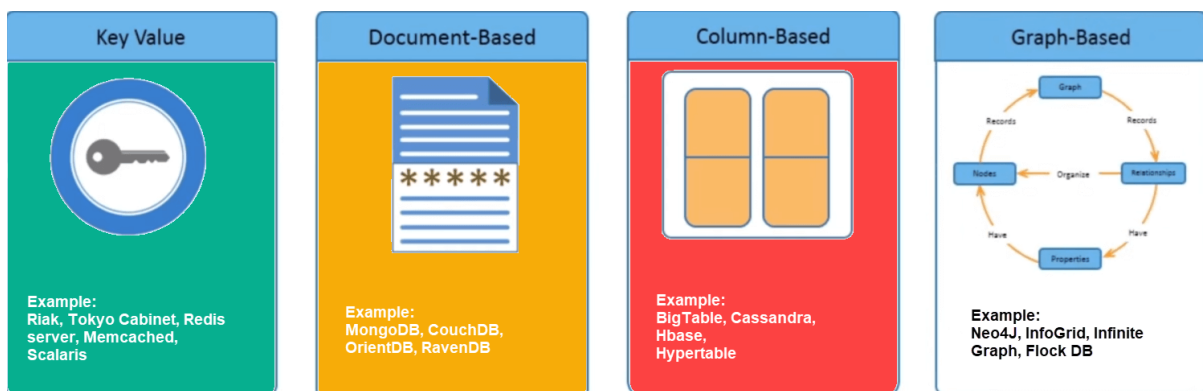 Key Value
Example:
Riak, Tokyo Cabinet, Redis
server, Memcached,
Scalaris
Document-Based
*****
Example:
MongoDB, CouchDB,
OrientDB, RavenDB
Column-Based
Example:
BigTable, Cassandra,
Hbase,
Hypertable
Graph-Based
Graph
Records
Records
Nodes
Organise
Relationships
Have
Have
Properties
Example:
Neo4J, InfoGrid, Infinite
Graph, Flock DB